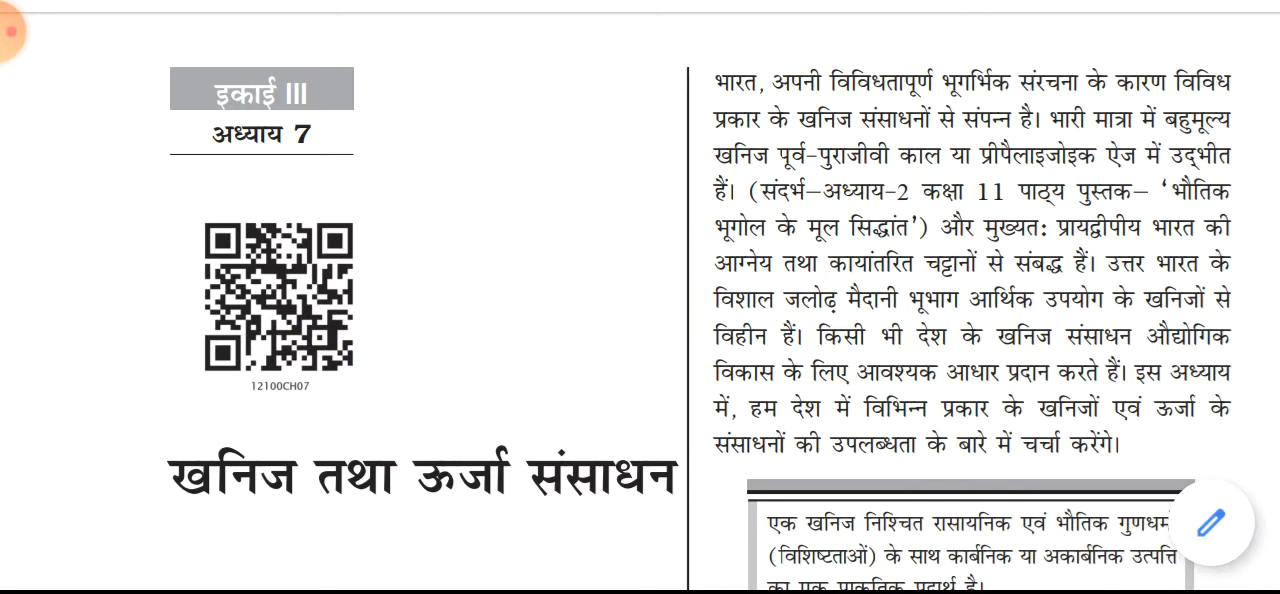 इकाई III
अध्याय 7
12100CH07
खनिज तथा ऊर्जा संसाधन
भारत, अपनी विविधतापूर्ण भूगर्भिक संरचना के कारण विविध
प्रकार के खनिज संसाधनों से संपन्न है। भारी मात्रा में बहुमूल्य
खनिज पूर्व-पुराजीवी काल या प्रीपैलाइजोइक ऐज में उद्भीत
हैं। (संदर्भ–अध्याय-2 कक्षा 11 पाठ्य पुस्तक– ‘भौतिक
भूगोल के मूल सिद्धांत’) और मुख्यत: प्रायद्वीपीय भारत की
आग्नेय तथा कायांतरित चट्टानों से संबद्ध हैं। उत्तर भारत के
विशाल जलोढ़ मैदानी भूभाग आर्थिक उपयोग के खनिजों से
विहीन हैं। किसी भी देश के खनिज संसाधन औद्योगिक
विकास के लिए आवश्यक आधार प्रदान करते हैं। इस अध्याय
में, हम देश में विभिन्न प्रकार के खनिजों एवं ऊर्जा के
संसाधनों की उपलब्धता के बारे में चर्चा करेंगे।
एक खनिज निश्चित रासायनिक एवं भौतिक गुणधर्मों
(विशिष्टताओं) के साथ कार्बनिक या अकार्बनिक उत्पत्ति
का एक प्राकृतिक पदार्थ है।